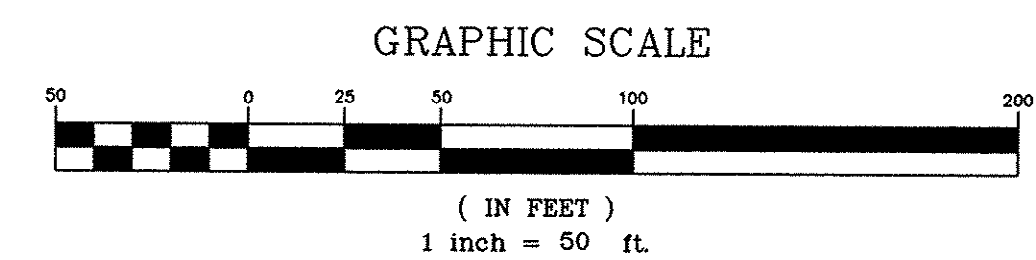 GRAPHIC SCALE
50 0 25 50 100 200
( IN FEET )
1 inch = 50 ft.